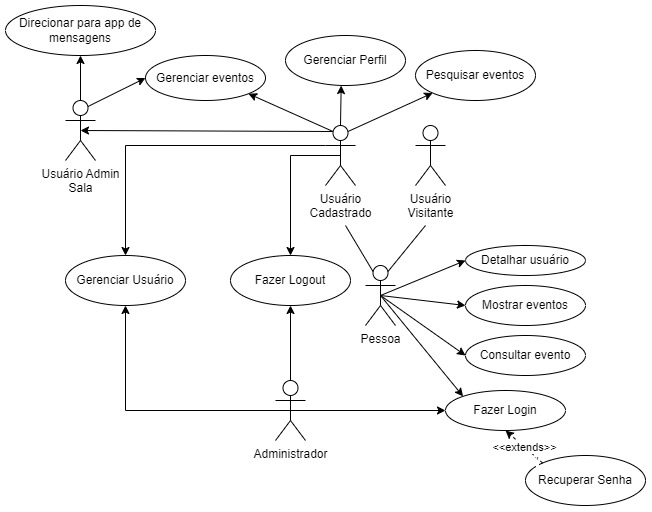 Direcionar para app de
mensagens
Gerenciar eventos
Gerenciar Perfil
Pesquisar eventos
Usuário Admin
Sala
Usuário
Cadastrado
Usuário
Visitante
Gerenciar Usuário
Fazer Logout
Detalhar usuário
Mostrar eventos
Pessoa
Consultar evento
Fazer Login
Administrador
<<extends>>
Recuperar Senha